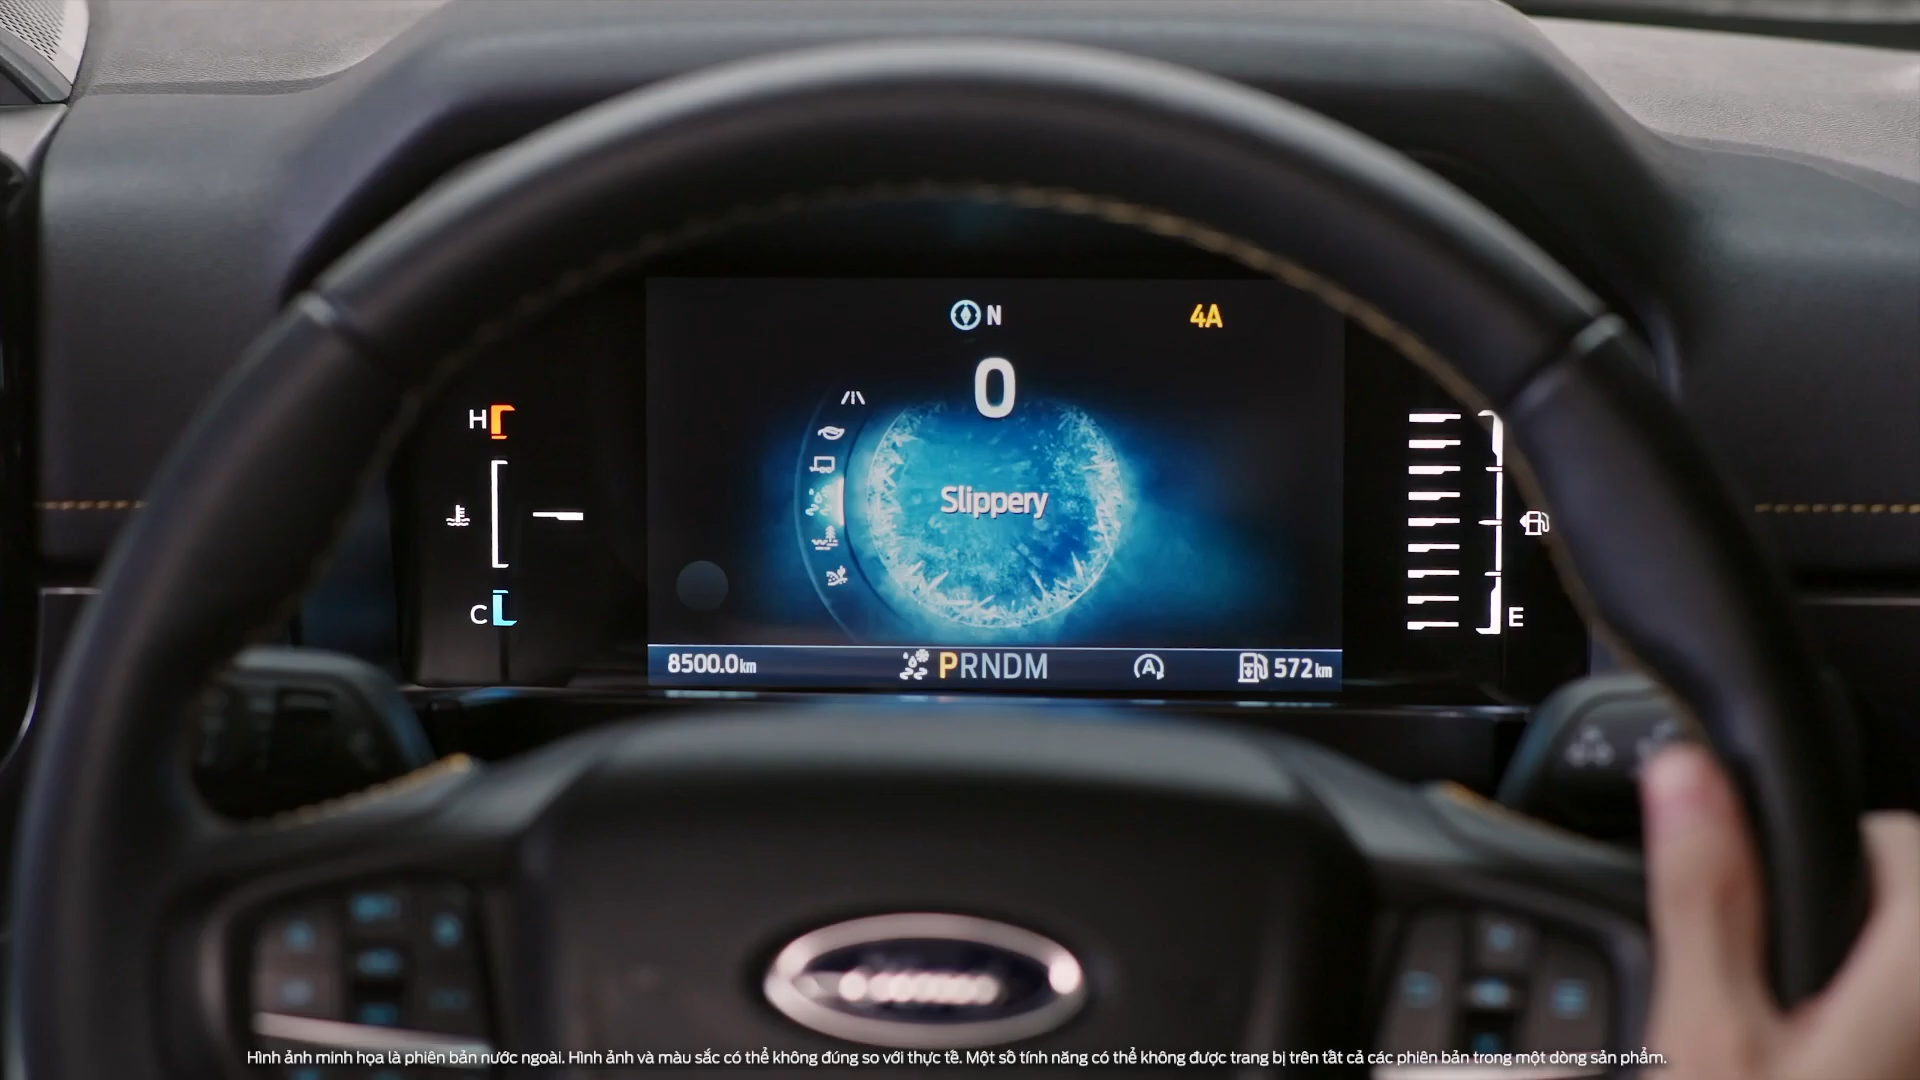 N
4A
0
H
Slippery
C
E
8500.0km
PRNDM
A
572km
Hình ảnh minh họa là phiên bản nước ngoài. Hình ảnh và màu sắc có thể không đúng so với thực tế. Một số tính năng có thể không được trang bị trên tất cả các phiên bản trong một dòng sản phẩm.